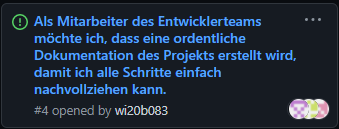 Als Mitarbeiter des Entwicklerteams
möchte ich, dass eine ordentliche
Dokumentation des Projekts erstellt wird,
damit ich alle Schritte einfach
nachvollziehen kann.
#4 opened by wi20b083